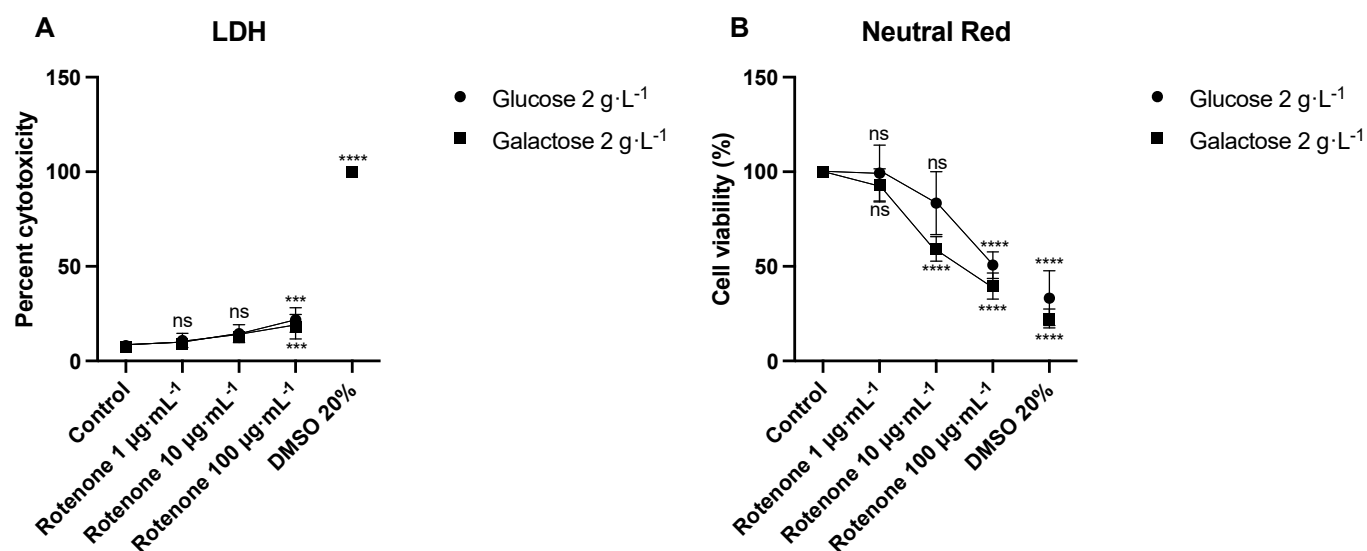 A
LDH
Percent cytotoxicity
150
100
50
0
****
ns
ns
***
***
Control
Rotenone 1 µg·mL⁻¹
Rotenone 10 µg·mL⁻¹
Rotenone 100 µg·mL⁻¹
DMSO 20%
Glucose 2 g·L⁻¹
Galactose 2 g·L⁻¹
B
Neutral Red
Cell viability (%)
150
100
50
0
ns
ns
ns
****
****
****
****
****
Control
Rotenone 1 µg·mL⁻¹
Rotenone 10 µg·mL⁻¹
Rotenone 100 µg·mL⁻¹
DMSO 20%
Glucose 2 g·L⁻¹
Galactose 2 g·L⁻¹